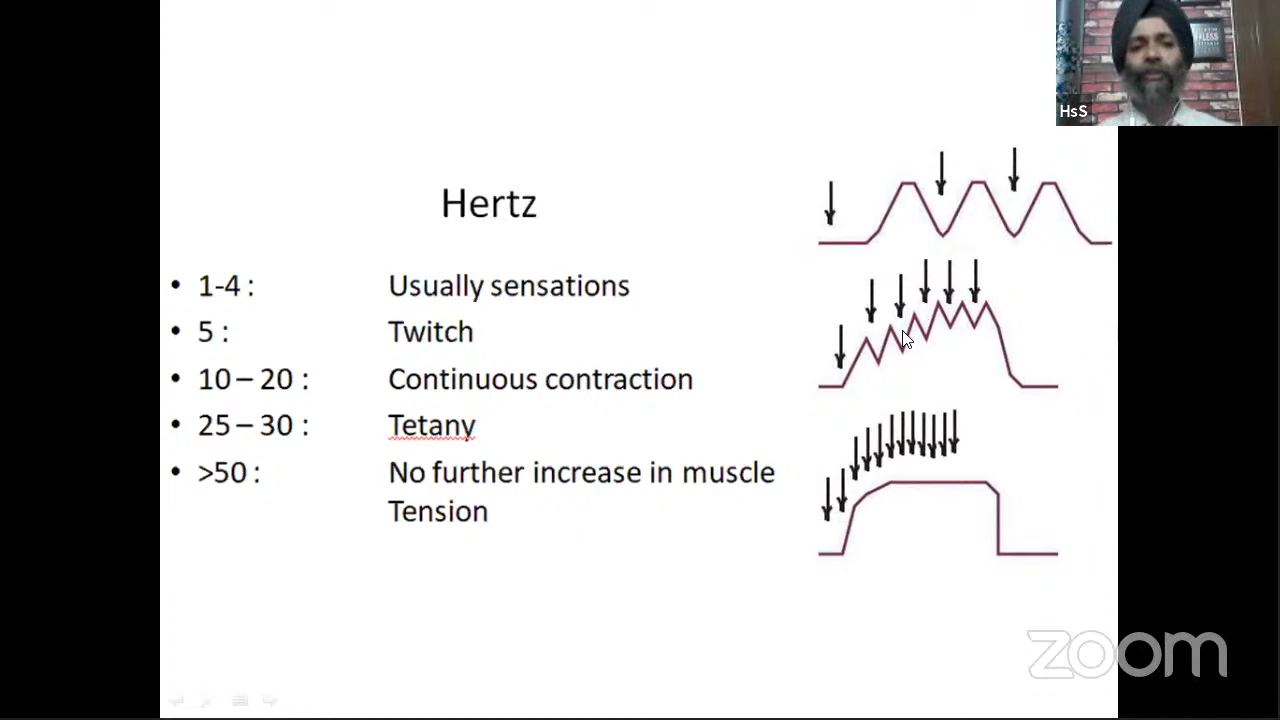 LESS
HsS
Hertz
• 1-4 : Usually sensations
• 5 : Twitch
• 10 – 20 : Continuous contraction
• 25 – 30 : Tetany
• >50 : No further increase in muscle
Tension
zoom